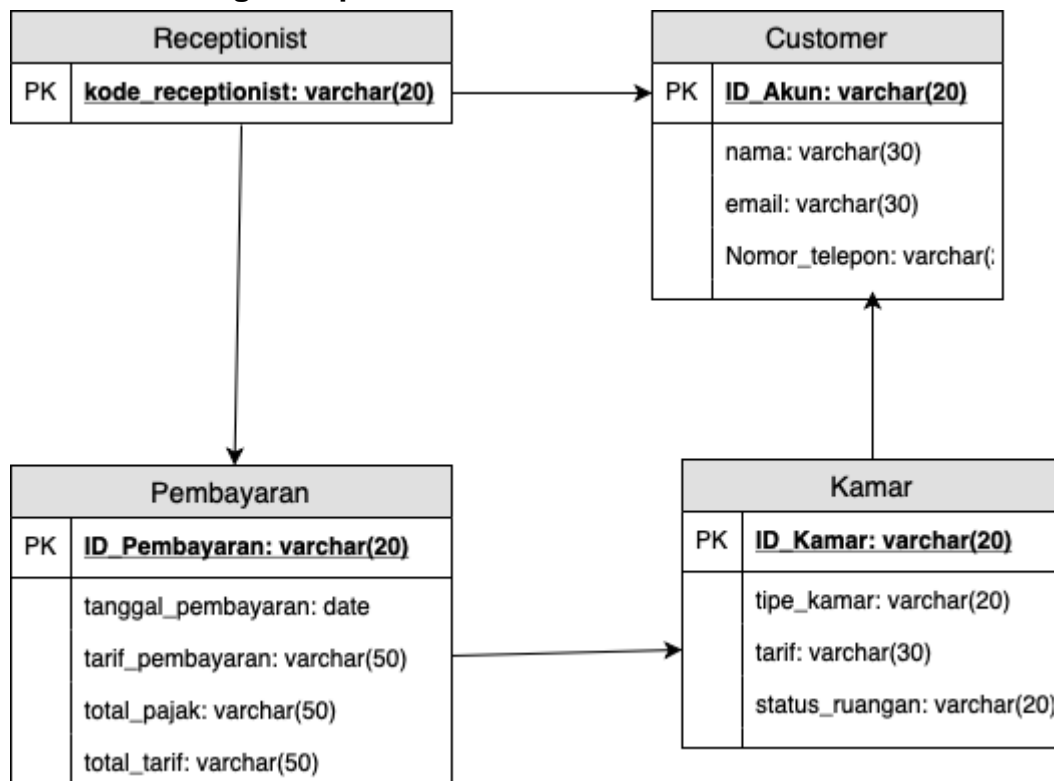 Receptionist
PK kode_receptionist: varchar(20)
Customer
PK ID_Akun: varchar(20)
nama: varchar(30)
email: varchar(30)
Nomor_telepon: varchar(
Pembayaran
PK ID_Pembayaran: varchar(20)
tanggal_pembayaran: date
tarif_pembayaran: varchar(50)
total_pajak: varchar(50)
total_tarif: varchar(50)
Kamar
PK ID_Kamar: varchar(20)
tipe_kamar: varchar(20)
tarif: varchar(30)
status_ruangan: varchar(20)